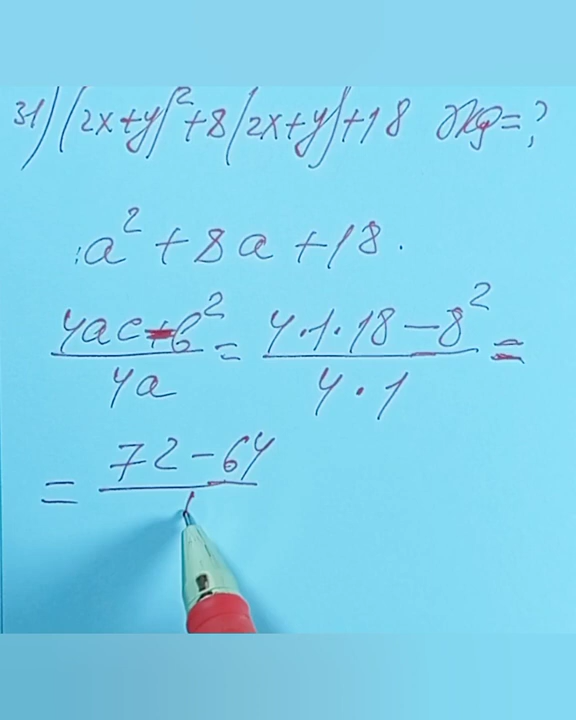 31) (2x+y)²+8(2x+y)+18 = ?
a² + 8a + 18.
4ac-b² / 4a = 4·1·18-8² / 4·1 =
= 72-64